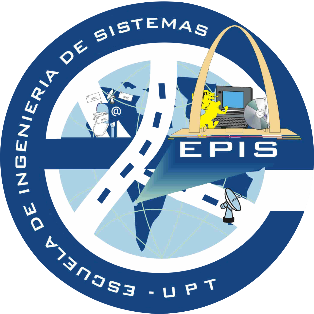 ESCUELA DE INGENIERIA DE SISTEMAS
- UPT
EPIS
@